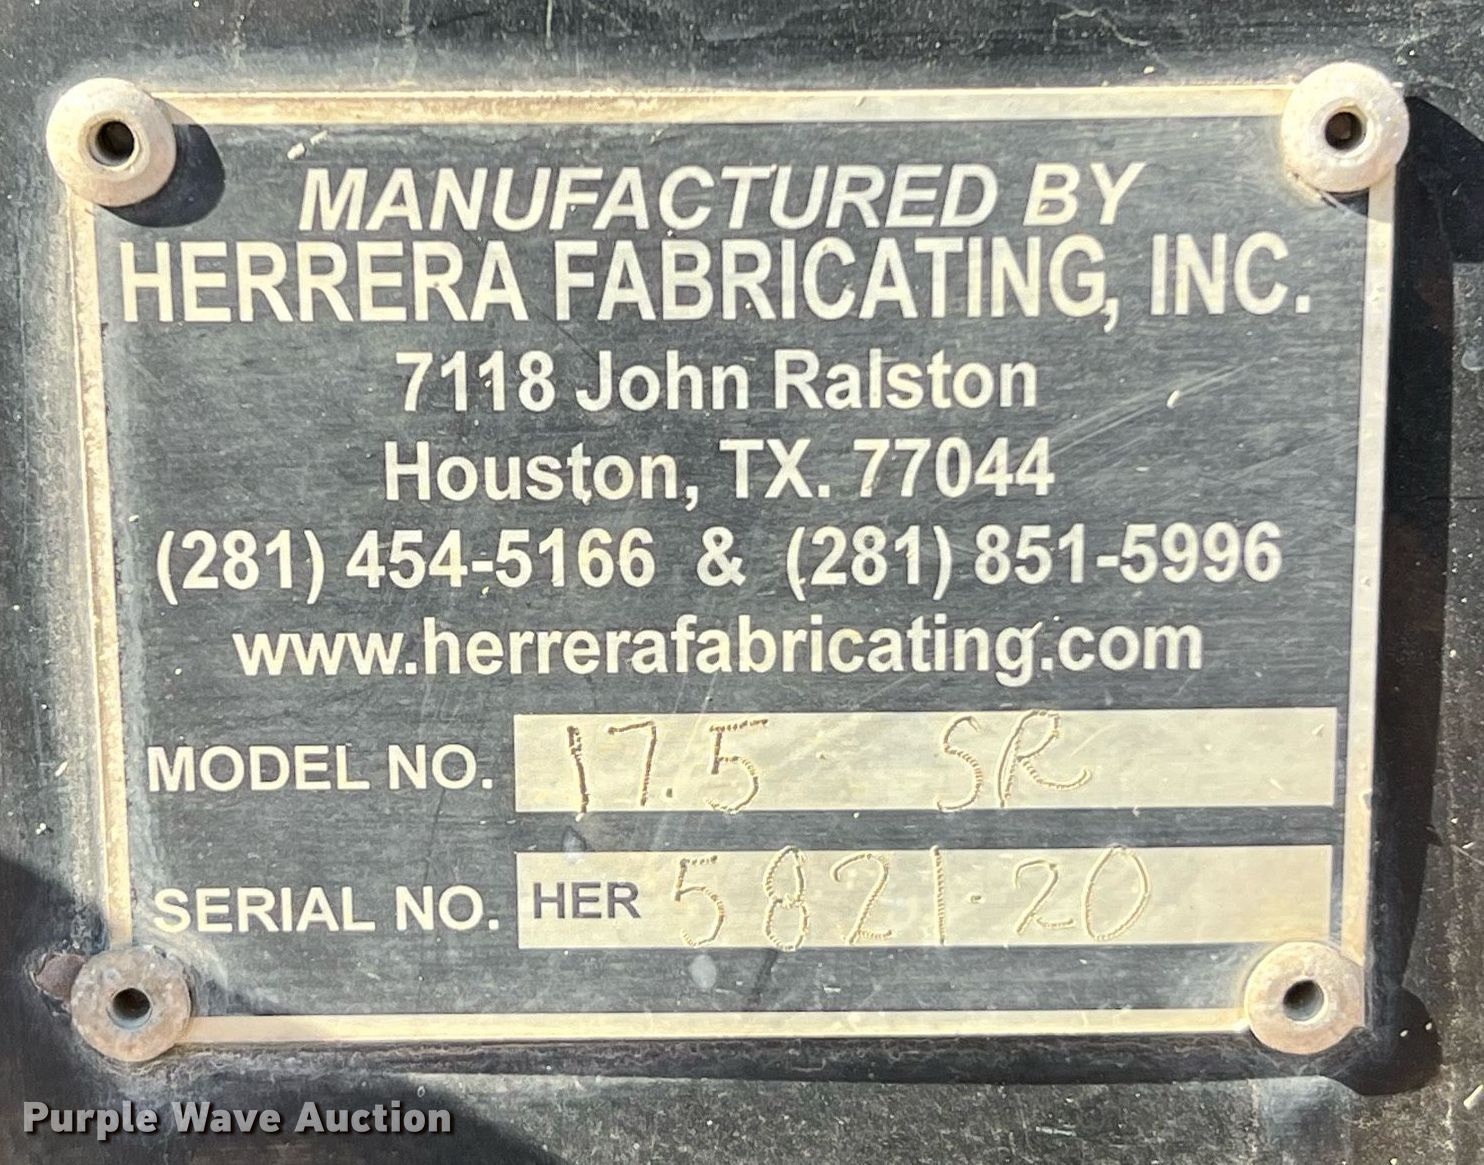 MANUFACTURED BY
HERRERA FABRICATING, INC.
7118 John Ralston
Houston, TX. 77044
(281) 454-5166 & (281) 851-5996
www.herrerafabricating.com
MODEL NO. 17.5 SR
SERIAL NO. HER 5821-20
Purple Wave Auction